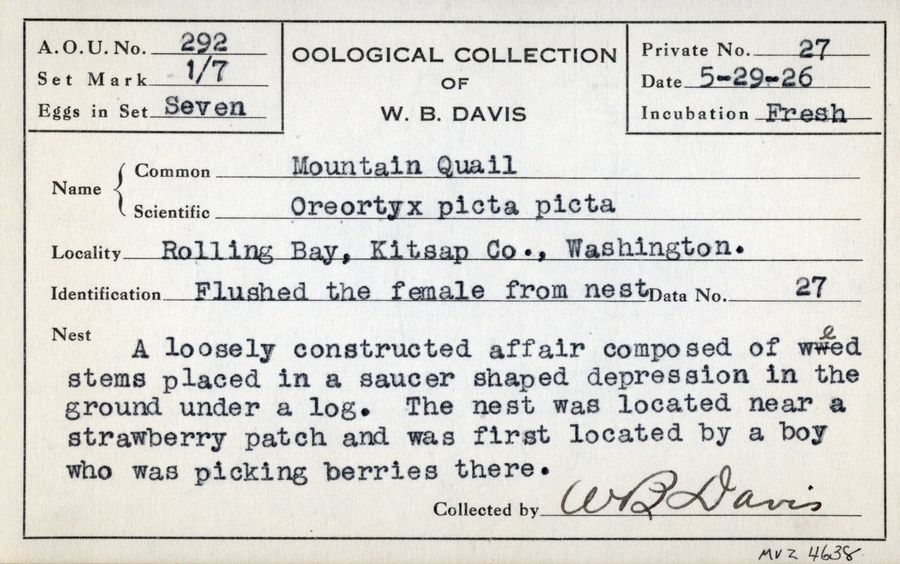 A.O.U. No. 292
Set Mark 1/7
Eggs in Set Seven
OOLOGICAL COLLECTION
OF
W. B. DAVIS
Private No. 27
Date 5-29-26
Incubation Fresh
Name
Common Mountain Quail
Scientific Oreortyx picta picta
Locality Rolling Bay, Kitsap Co., Washington.
Identification Flushed the female from nest Data No. 27
Nest
A loosely constructed affair composed of weed
stems placed in a saucer shaped depression in the
ground under a log. The nest was located near a
strawberry patch and was first located by a boy
who was picking berries there.
Collected by WB Davis
MVZ 4638